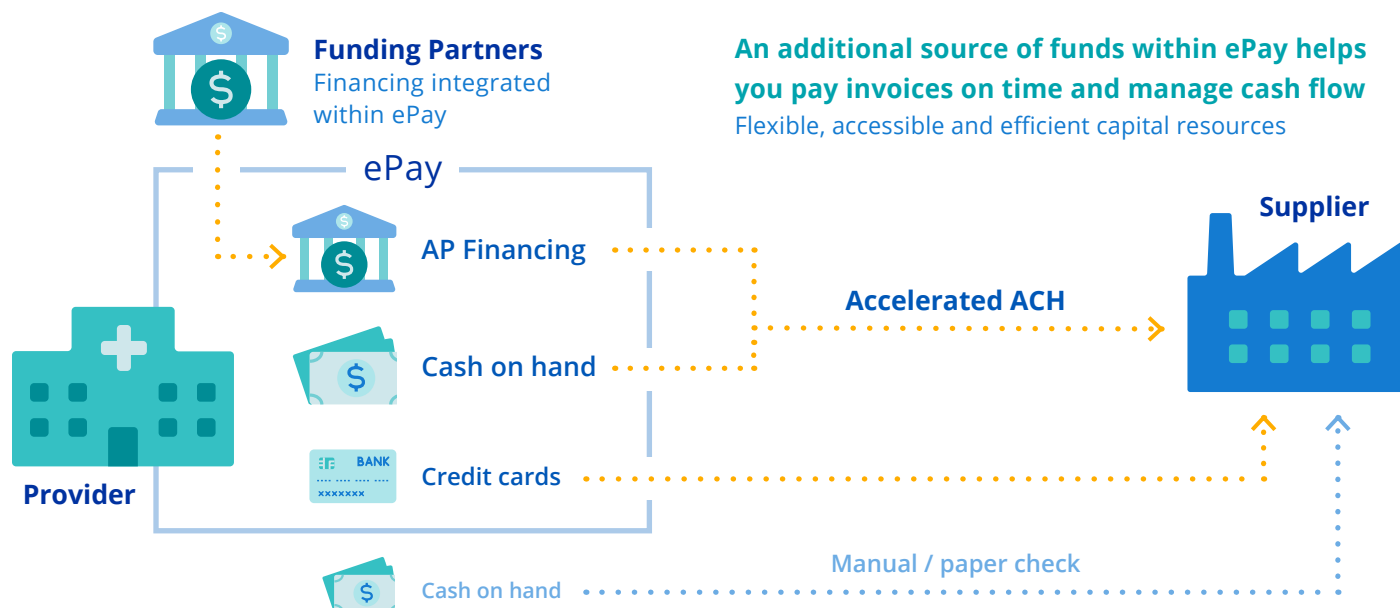 Funding Partners
Financing integrated
within ePay
An additional source of funds within ePay helps
you pay invoices on time and manage cash flow
Flexible, accessible and efficient capital resources
ePay
Supplier
$
$
$
$
AP Financing
Accelerated ACH
$
Cash on hand
BANK
xxxxxxx
Credit cards
Provider
Manual / paper check
$
Cash on hand